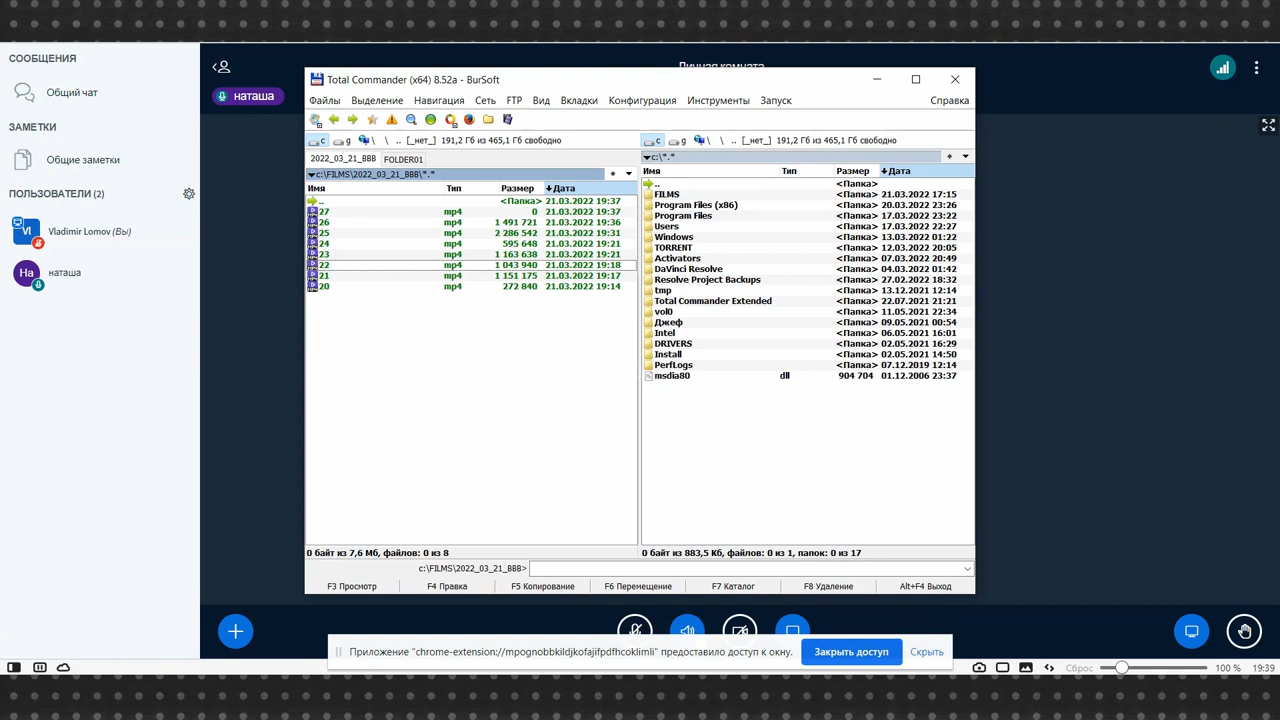 СООБЩЕНИЯ
Общий чат
ЗАМЕТКИ
Общие заметки
ПОЛЬЗОВАТЕЛИ (2)
VI
Vladimir Lomov (Вы)
На
наташа
наташа
Личная комната
Total Commander (x64) 8.52a - BurSoft
Файлы Выделение Навигация Сеть FTP Вид Вкладки Конфигурация Инструменты Запуск Справка
c g \ \ .. [_нет_] 191,2 Гб из 465,1 Гб свободно
2022_03_21_BBB FOLDER01
c:\FILMS\2022_03_21_BBB\*.* * 
Имя Тип Размер Дата
.. <Папка> 21.03.2022 19:37
27 mp4 0 21.03.2022 19:37
26 mp4 1 491 721 21.03.2022 19:36
25 mp4 2 286 542 21.03.2022 19:31
24 mp4 595 648 21.03.2022 19:21
23 mp4 1 163 638 21.03.2022 19:21
22 mp4 1 043 940 21.03.2022 19:18
21 mp4 1 151 175 21.03.2022 19:17
20 mp4 272 840 21.03.2022 19:14
0 байт из 7,6 Мб, файлов: 0 из 8
c g \ \ .. [_нет_] 191,2 Гб из 465,1 Гб свободно
c:\*.* *
Имя Тип Размер Дата
.. <Папка>
FILMS <Папка> 21.03.2022 17:15
Program Files (x86) <Папка> 20.03.2022 23:26
Program Files <Папка> 17.03.2022 23:22
Users <Папка> 17.03.2022 22:27
Windows <Папка> 13.03.2022 01:22
TORRENT <Папка> 12.03.2022 20:05
Activators <Папка> 07.03.2022 20:49
DaVinci Resolve <Папка> 04.03.2022 01:42
Resolve Project Backups <Папка> 27.02.2022 18:32
tmp <Папка> 13.12.2021 12:14
Total Commander Extended <Папка> 22.07.2021 21:21
vol0 <Папка> 11.05.2021 22:34
Джеф <Папка> 09.05.2021 00:54
Intel <Папка> 06.05.2021 16:01
DRIVERS <Папка> 02.05.2021 16:29
Install <Папка> 02.05.2021 14:50
PerfLogs <Папка> 07.12.2019 12:14
msdia80 dll 904 704 01.12.2006 23:37
0 байт из 883,5 Кб, файлов: 0 из 1, папок: 0 из 17
c:\FILMS\2022_03_21_BBB>
F3 Просмотр F4 Правка F5 Копирование F6 Перемещение F7 Каталог F8 Удаление Alt+F4 Выход
Приложение "chrome-extension://mpognobbkildjkofajifpdfhcoklimli" предоставило доступ к окну. Закрыть доступ Скрыть
Сброс 100 % 19:39